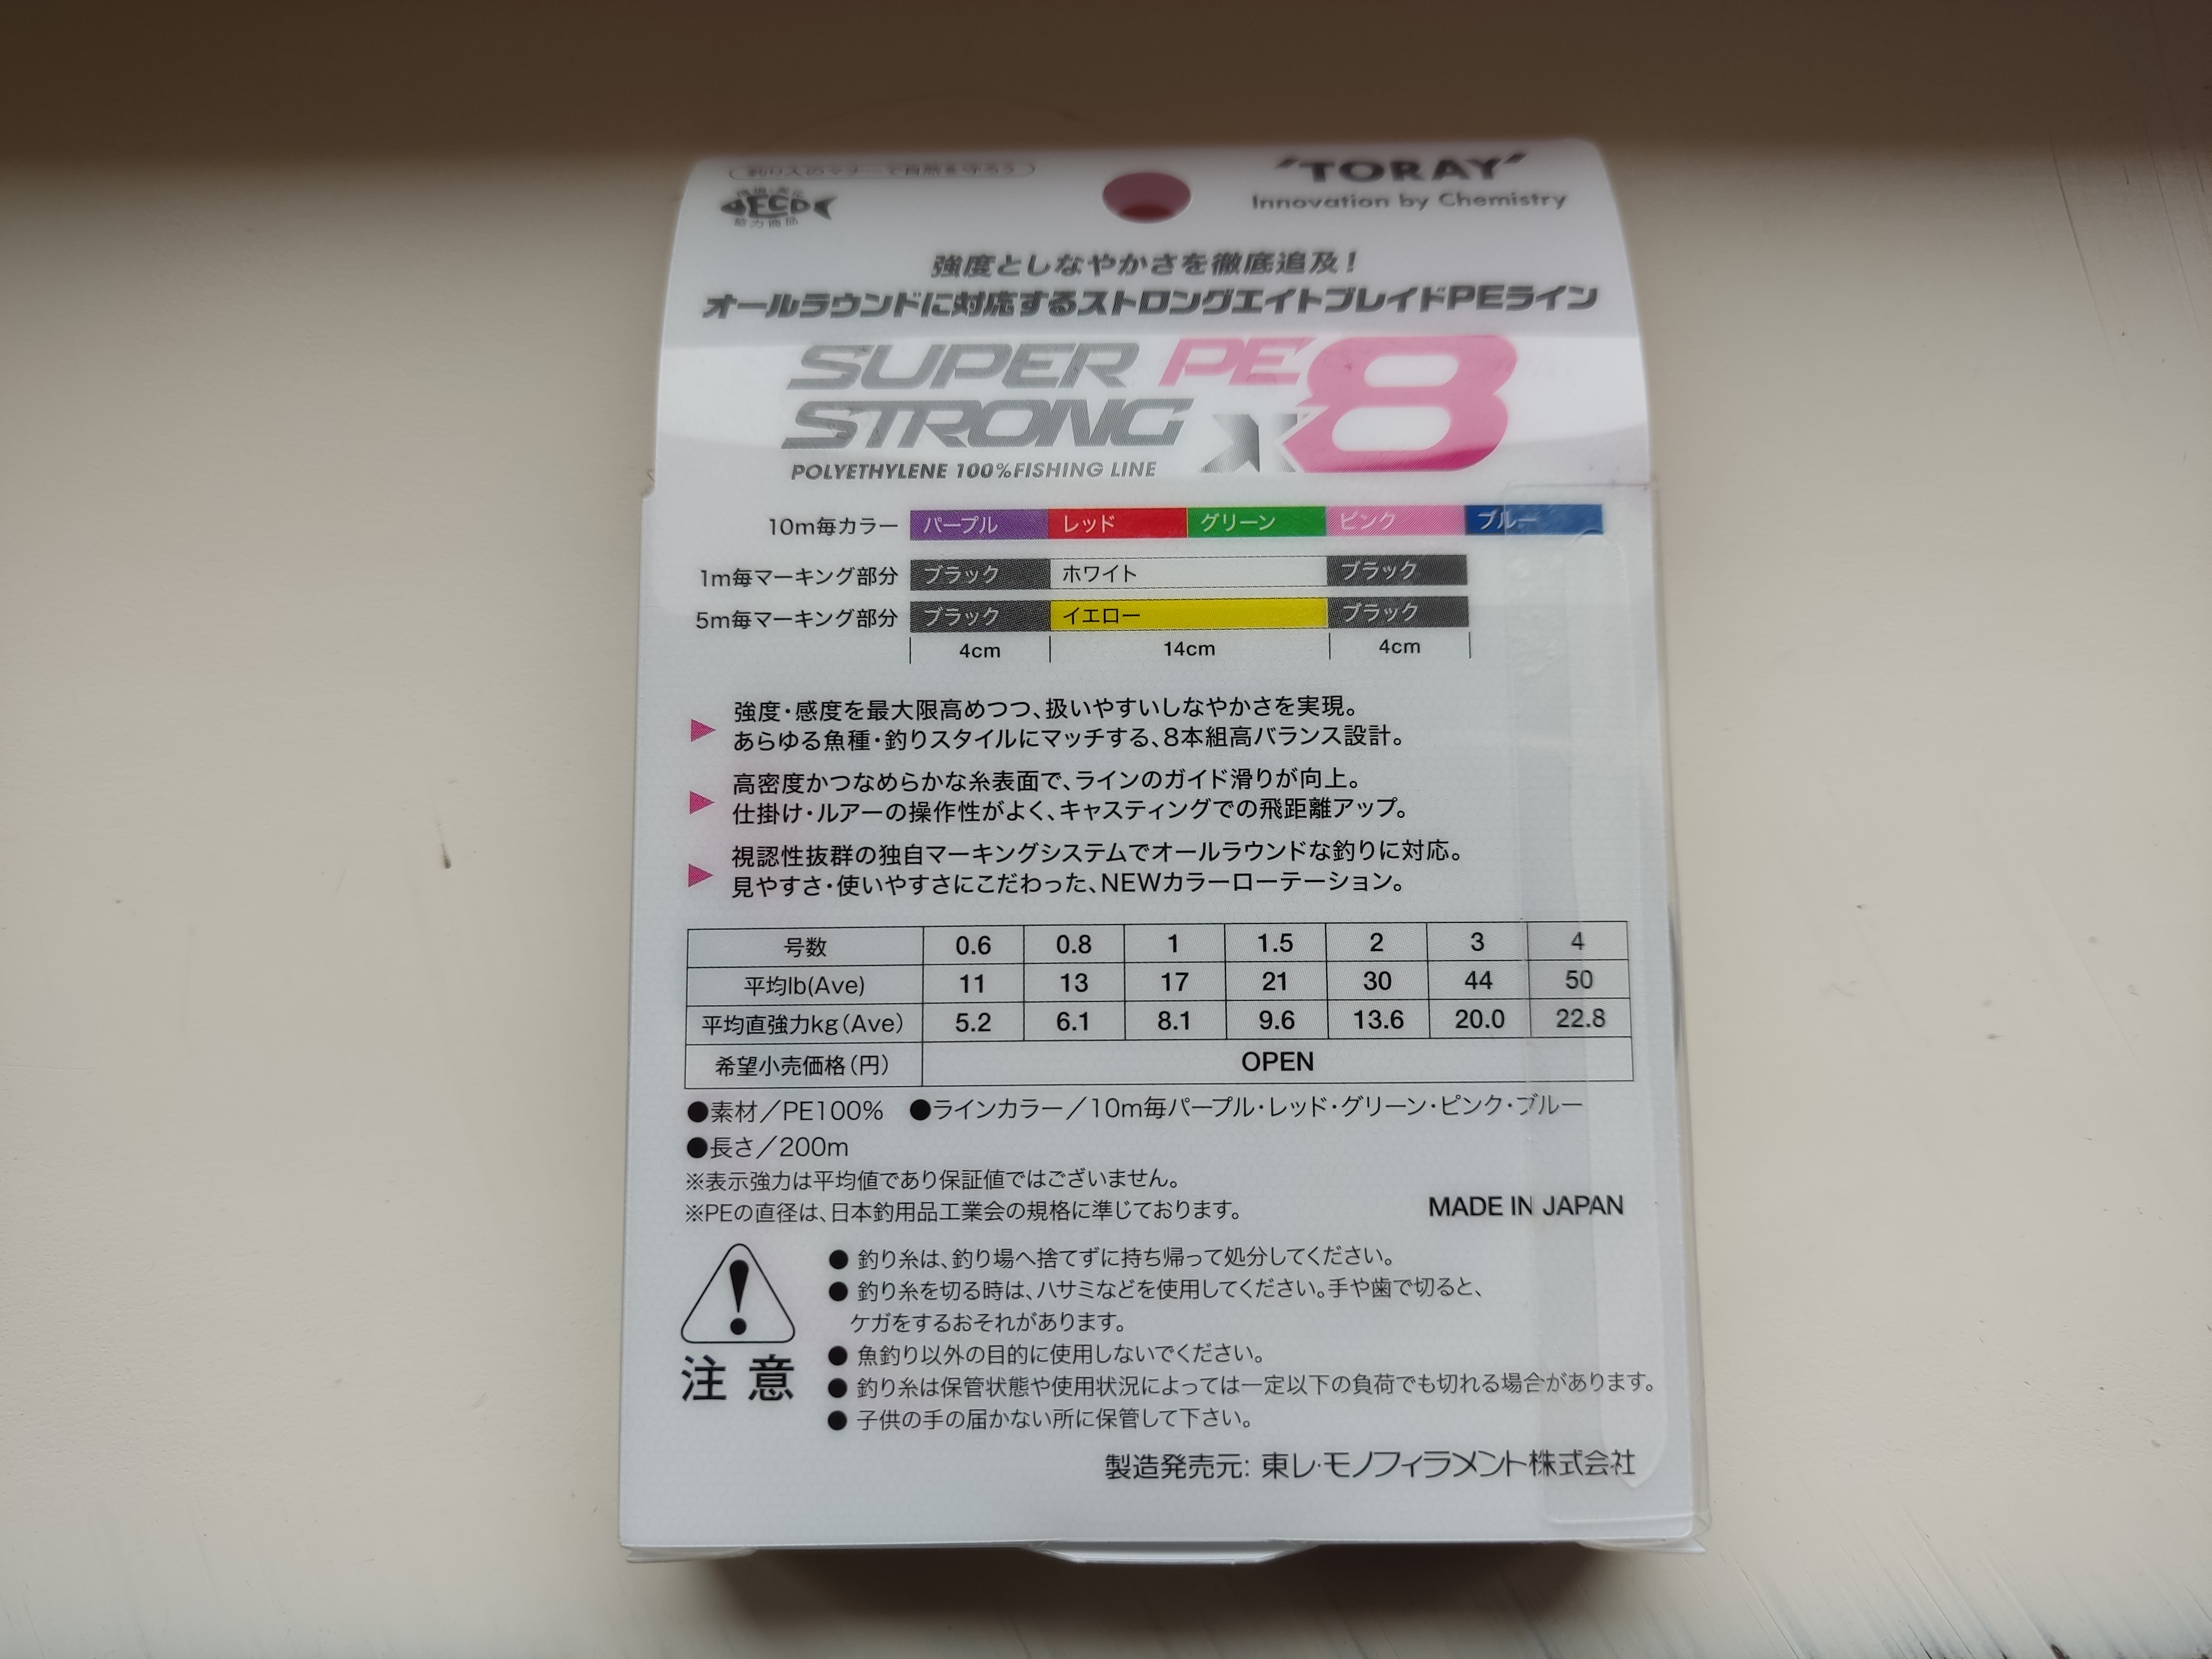 釣り人のマナーで自然を守ろう
環境・美化
ECD
協力商品
'TORAY'
Innovation by Chemistry
強度としなやかさを徹底追及！
オールラウンドに対応するストロングエイトブレイドPEライン
SUPER PE
STRONG x8
POLYETHYLENE 100%FISHING LINE
10m毎カラー パープル レッド グリーン ピンク ブルー
1m毎マーキング部分 ブラック ホワイト ブラック
5m毎マーキング部分 ブラック イエロー ブラック
4cm 14cm 4cm
強度・感度を最大限高めつつ、扱いやすいしなやかさを実現。
あらゆる魚種・釣りスタイルにマッチする、8本組高バランス設計。
高密度かつなめらかな糸表面で、ラインのガイド滑りが向上。
仕掛け・ルアーの操作性がよく、キャスティングでの飛距離アップ。
視認性抜群の独自マーキングシステムでオールラウンドな釣りに対応。
見やすさ・使いやすさにこだわった、NEWカラーローテーション。
号数 0.6 0.8 1 1.5 2 3 4
平均lb(Ave) 11 13 17 21 30 44 50
平均直強力kg（Ave） 5.2 6.1 8.1 9.6 13.6 20.0 22.8
希望小売価格（円） OPEN
●素材／PE100% ●ラインカラー／10m毎パープル・レッド・グリーン・ピンク・ブルー
●長さ／200m
※表示強力は平均値であり保証値ではございません。
※PEの直径は、日本釣用品工業会の規格に準じております。
MADE IN JAPAN
● 釣り糸は、釣り場へ捨てずに持ち帰って処分してください。
● 釣り糸を切る時は、ハサミなどを使用してください。手や歯で切ると、
ケガをするおそれがあります。
● 魚釣り以外の目的に使用しないでください。
● 釣り糸は保管状態や使用状況によっては一定以下の負荷でも切れる場合があります。
● 子供の手の届かない所に保管して下さい。
注意
製造発売元: 東レ・モノフィラメント株式会社